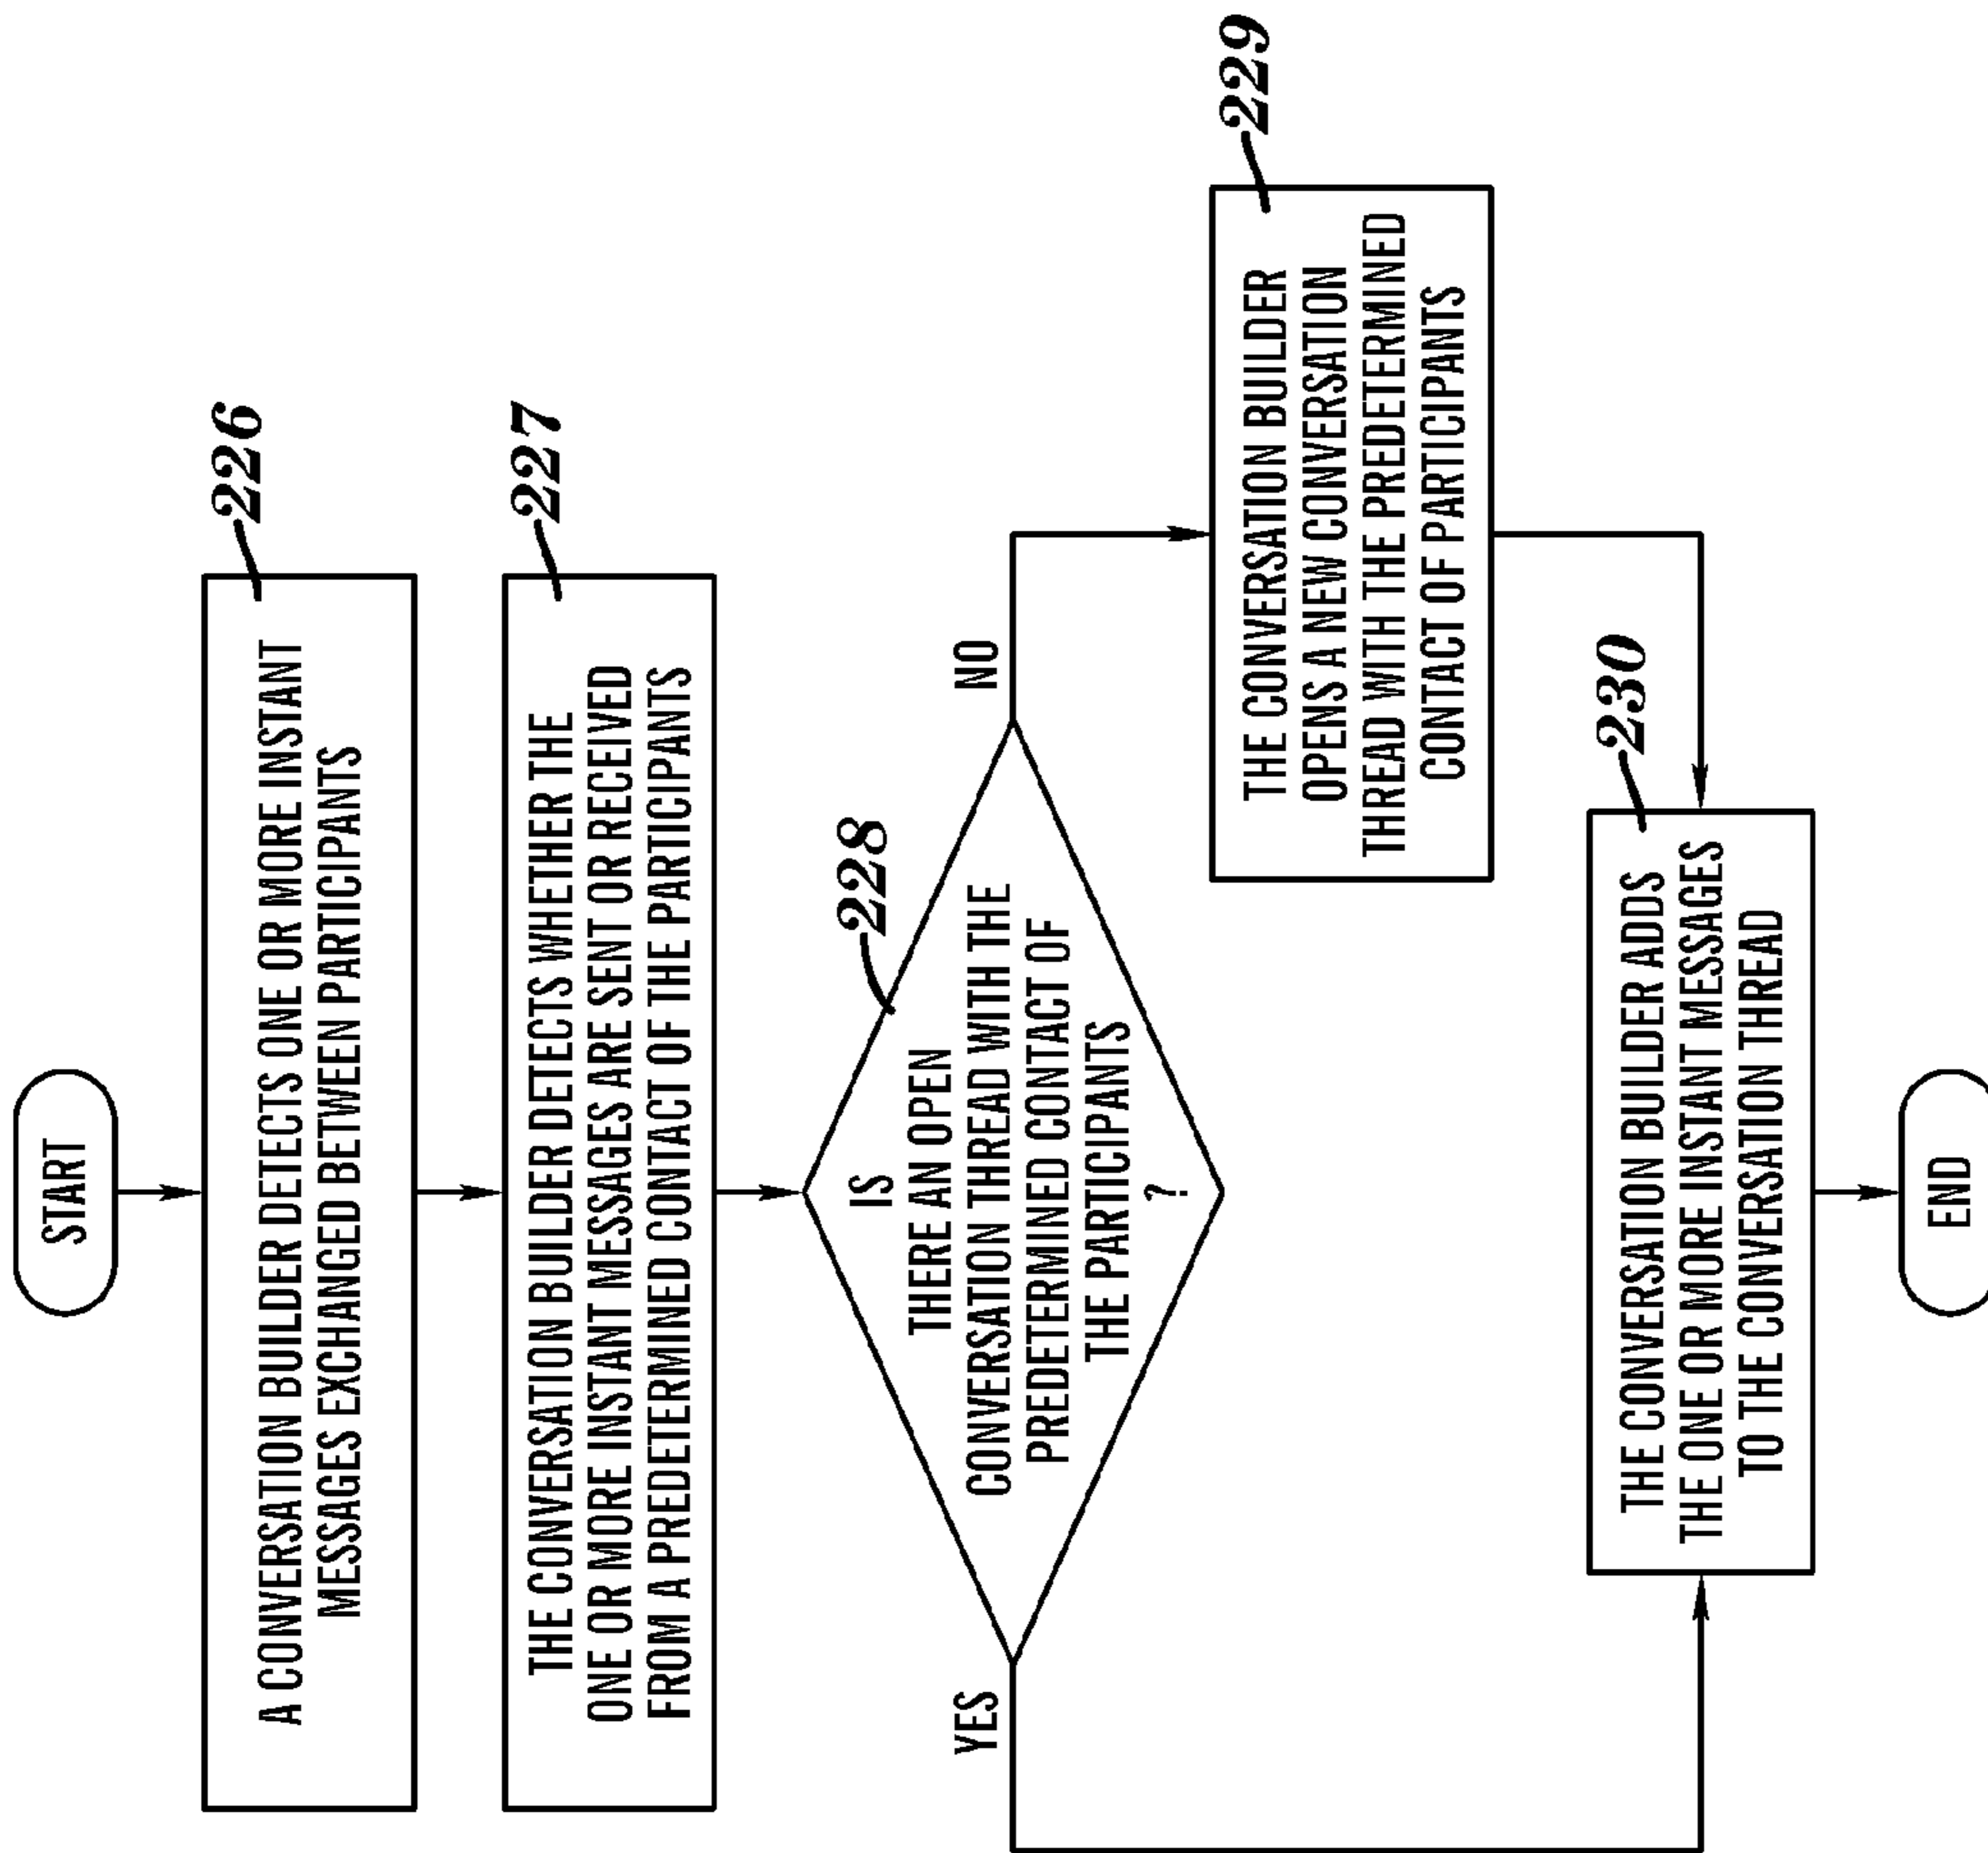 START
226
A CONVERSATION BUILDER DETECTS ONE OR MORE INSTANT
MESSAGES EXCHANGED BETWEEN PARTICIPANTS
227
THE CONVERSATION BUILDER DETECTS WHETHER THE
ONE OR MORE INSTANT MESSAGES ARE SENT OR RECEIVED
FROM A PREDETERMINED CONTACT OF THE PARTICIPANTS
228
IS
THERE AN OPEN
CONVERSATION THREAD WITH THE
PREDETERMINED CONTACT OF
THE PARTICIPANTS
?
YES
NO
229
THE CONVERSATION BUILDER
OPENS A NEW CONVERSATION
THREAD WITH THE PREDETERMINED
CONTACT OF PARTICIPANTS
230
THE CONVERSATION BUILDER ADDS
THE ONE OR MORE INSTANT MESSAGES
TO THE CONVERSATION THREAD
END